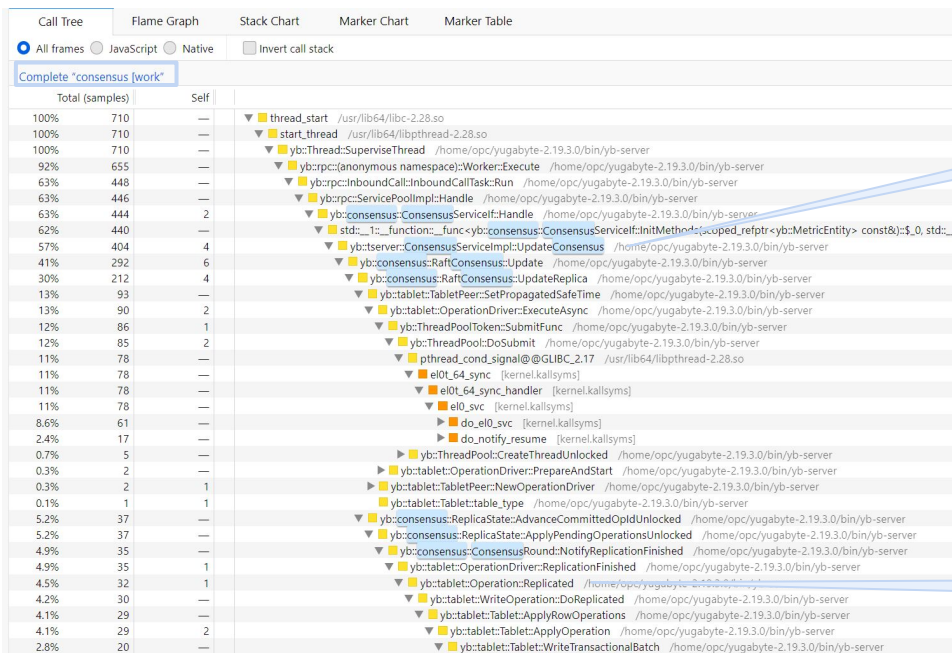 Call Tree Flame Graph Stack Chart Marker Chart Marker Table
All frames JavaScript Native Invert call stack
Complete "consensus [work"
Total (samples) Self
100% 710 — thread_start /usr/lib64/libc-2.28.so
100% 710 — start_thread /usr/lib64/libpthread-2.28.so
100% 710 — yb::Thread::SuperviseThread /home/opc/yugabyte-2.19.3.0/bin/yb-server
92% 655 — yb::rpc::(anonymous namespace)::Worker::Execute /home/opc/yugabyte-2.19.3.0/bin/yb-server
63% 448 — yb::rpc::InboundCall::InboundCallTask::Run /home/opc/yugabyte-2.19.3.0/bin/yb-server
63% 446 — yb::rpc::ServicePoolImpl::Handle /home/opc/yugabyte-2.19.3.0/bin/yb-server
63% 444 2 yb::consensus::ConsensusServiceIf::Handle /home/opc/yugabyte-2.19.3.0/bin/yb-server
62% 440 — std::__1::__function::__func<yb::consensus::ConsensusServiceIf::InitMethods(scoped_refptr<yb::MetricEntity> const&)::$_0, std::_
57% 404 4 yb::tserver::ConsensusServiceImpl::UpdateConsensus /home/opc/yugabyte-2.19.3.0/bin/yb-server
41% 292 6 yb::consensus::RaftConsensus::Update /home/opc/yugabyte-2.19.3.0/bin/yb-server
30% 212 4 yb::consensus::RaftConsensus::UpdateReplica /home/opc/yugabyte-2.19.3.0/bin/yb-server
13% 93 — yb::tablet::TabletPeer::SetPropagatedSafeTime /home/opc/yugabyte-2.19.3.0/bin/yb-server
13% 90 2 yb::tablet::OperationDriver::ExecuteAsync /home/opc/yugabyte-2.19.3.0/bin/yb-server
12% 86 1 yb::ThreadPoolToken::SubmitFunc /home/opc/yugabyte-2.19.3.0/bin/yb-server
12% 85 2 yb::ThreadPool::DoSubmit /home/opc/yugabyte-2.19.3.0/bin/yb-server
11% 78 — pthread_cond_signal@@GLIBC_2.17 /usr/lib64/libpthread-2.28.so
11% 78 — el0t_64_sync [kernel.kallsyms]
11% 78 — el0t_64_sync_handler [kernel.kallsyms]
11% 78 — el0_svc [kernel.kallsyms]
8.6% 61 — do_el0_svc [kernel.kallsyms]
2.4% 17 — do_notify_resume [kernel.kallsyms]
0.7% 5 — yb::ThreadPool::CreateThreadUnlocked /home/opc/yugabyte-2.19.3.0/bin/yb-server
0.3% 2 — yb::tablet::OperationDriver::PrepareAndStart /home/opc/yugabyte-2.19.3.0/bin/yb-server
0.3% 2 1 yb::tablet::TabletPeer::NewOperationDriver /home/opc/yugabyte-2.19.3.0/bin/yb-server
0.1% 1 1 yb::tablet::Tablet::table_type /home/opc/yugabyte-2.19.3.0/bin/yb-server
5.2% 37 — yb::consensus::ReplicaState::AdvanceCommittedOpIdUnlocked /home/opc/yugabyte-2.19.3.0/bin/yb-server
5.2% 37 — yb::consensus::ReplicaState::ApplyPendingOperationsUnlocked /home/opc/yugabyte-2.19.3.0/bin/yb-server
4.9% 35 — yb::consensus::ConsensusRound::NotifyReplicationFinished /home/opc/yugabyte-2.19.3.0/bin/yb-server
4.9% 35 1 yb::tablet::OperationDriver::ReplicationFinished /home/opc/yugabyte-2.19.3.0/bin/yb-server
4.5% 32 1 yb::tablet::Operation::Replicated /home/opc/yugabyte-2.19.3.0/bin/yb-server
4.2% 30 — yb::tablet::WriteOperation::DoReplicated /home/opc/yugabyte-2.19.3.0/bin/yb-server
4.1% 29 — yb::tablet::Tablet::ApplyRowOperations /home/opc/yugabyte-2.19.3.0/bin/yb-server
4.1% 29 2 yb::tablet::Tablet::ApplyOperation /home/opc/yugabyte-2.19.3.0/bin/yb-server
2.8% 20 — yb::tablet::Tablet::WriteTransactionalBatch /home/opc/yugabyte-2.19.3.0/bin/yb-server